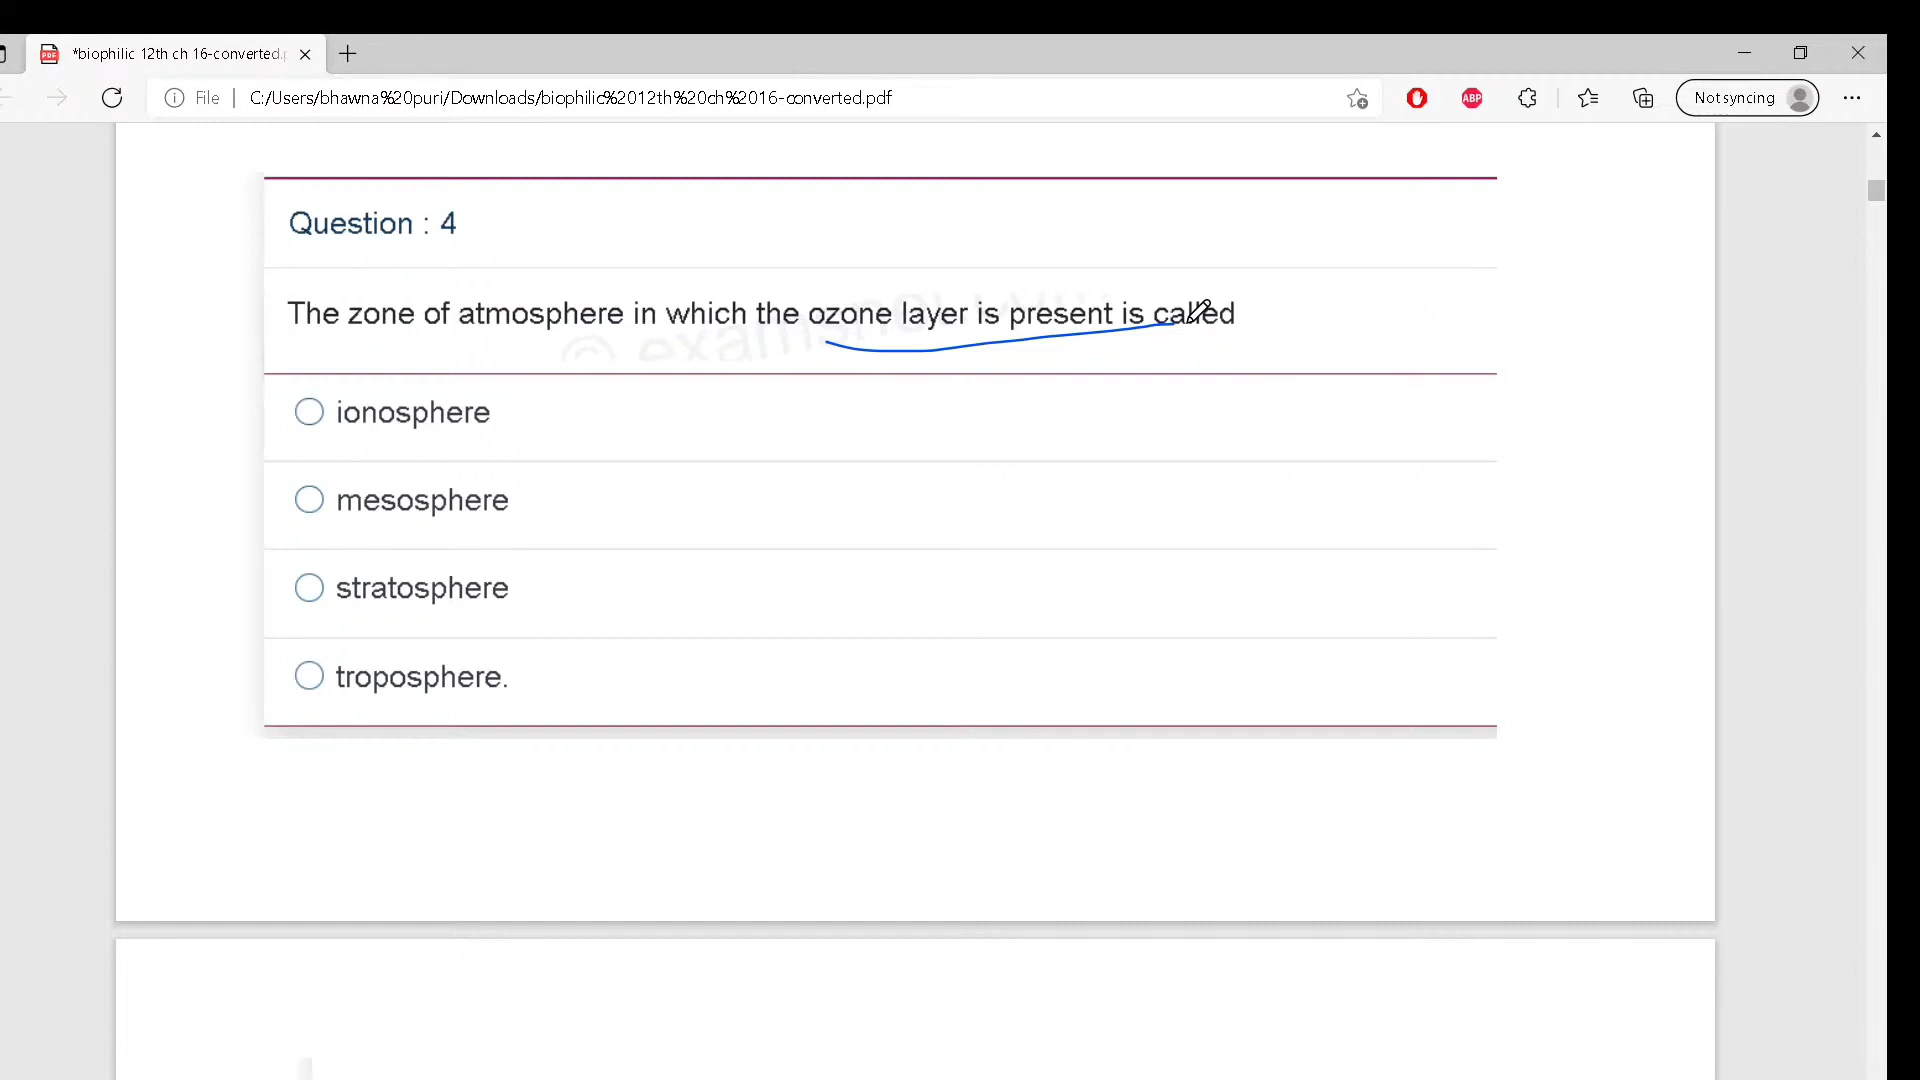 *biophilic 12th ch 16-converted.p
File
C:/Users/bhawna%20puri/Downloads/biophilic%2012th%20ch%2016-converted.pdf
ABP
Not syncing
Question : 4
The zone of atmosphere in which the ozone layer is present is called
ionosphere
mesosphere
stratosphere
troposphere.